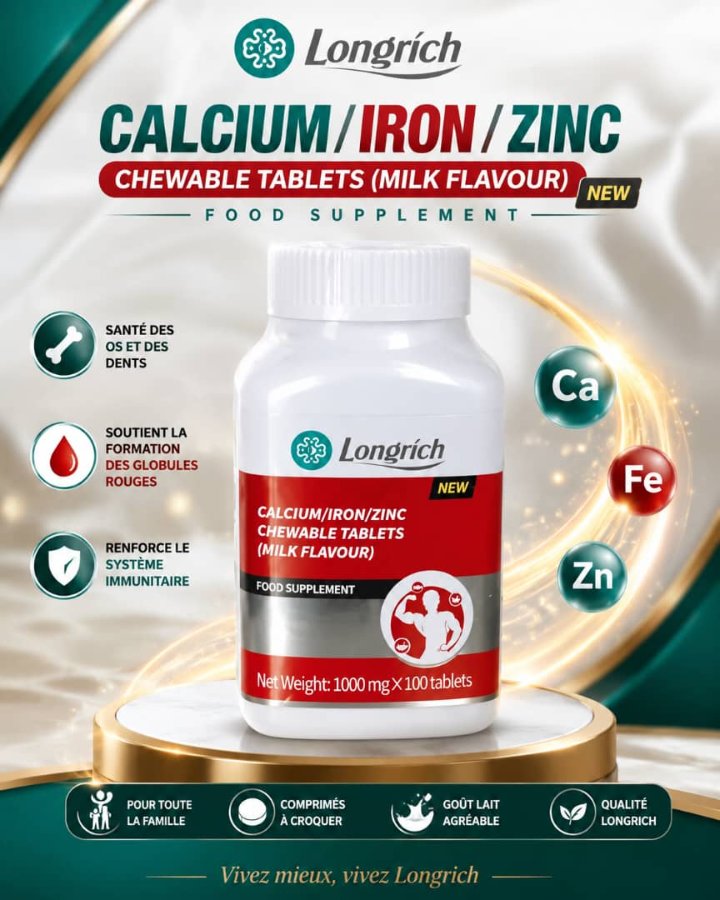 Longrích
CALCIUM/IRON/ZINC
CHEWABLE TABLETS (MILK FLAVOUR)
NEW
FOOD SUPPLEMENT
SANTÉ DES
OS ET DES
DENTS
SOUTIENT LA
FORMATION
DES GLOBULES
ROUGES
RENFORCE LE
SYSTÈME
IMMUNITAIRE
Ca
Fe
Zn
Longrích
NEW
CALCIUM/IRON/ZINC
CHEWABLE TABLETS
(MILK FLAVOUR)
FOOD SUPPLEMENT
Net Weight: 1000 mg×100 tablets
POUR TOUTE
LA FAMILLE
COMPRIMÉS
À CROQUER
GOÛT LAIT
AGRÉABLE
QUALITÉ
LONGRICH
Vivez mieux, vivez Longrich